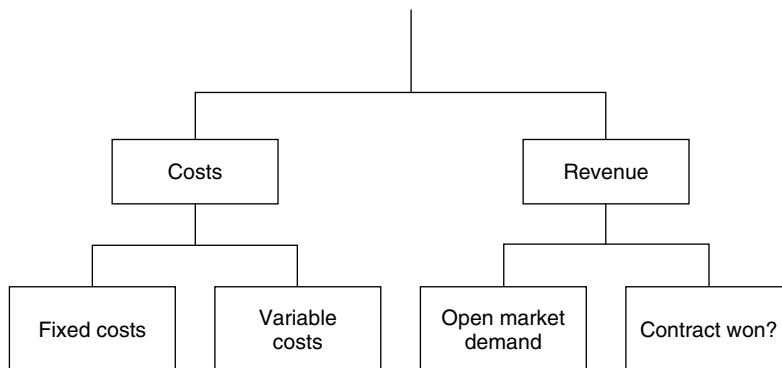 Costs
Revenue
Fixed costs
Variable
costs
Open market
demand
Contract won?